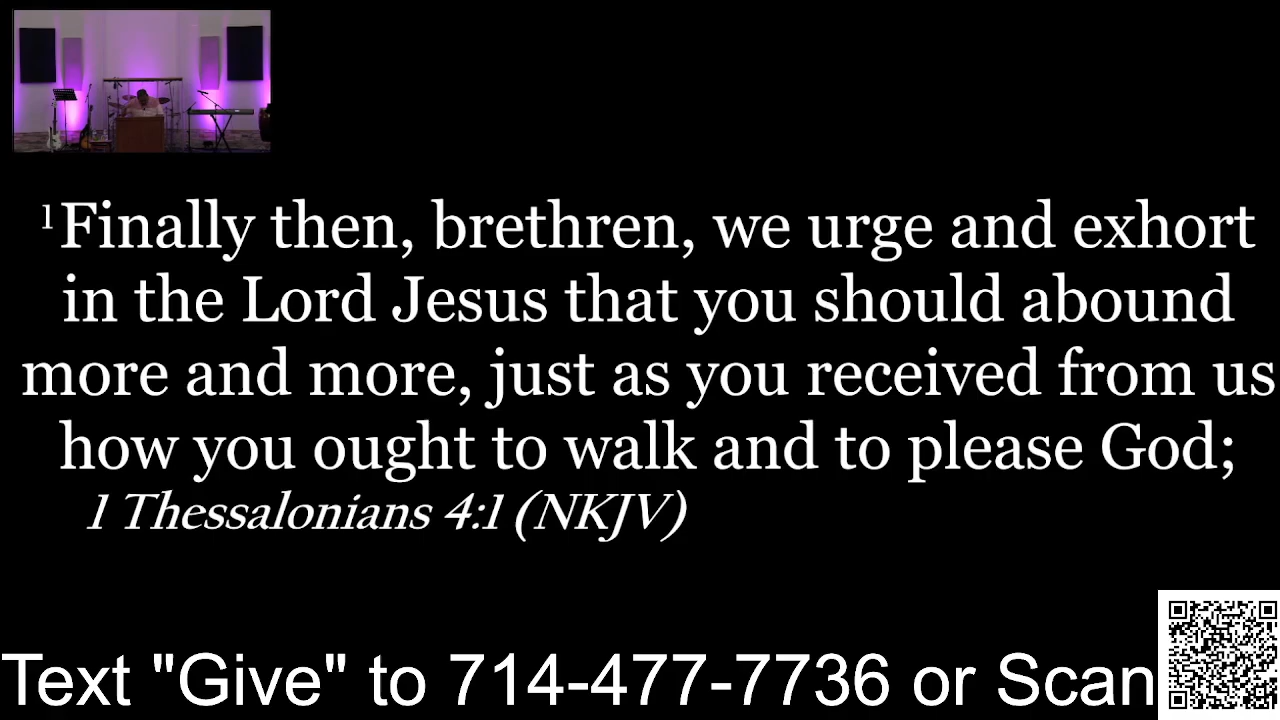 1Finally then, brethren, we urge and exhort
in the Lord Jesus that you should abound
more and more, just as you received from us
how you ought to walk and to please God;
1 Thessalonians 4:1 (NKJV)
Text "Give" to 714-477-7736 or Scan